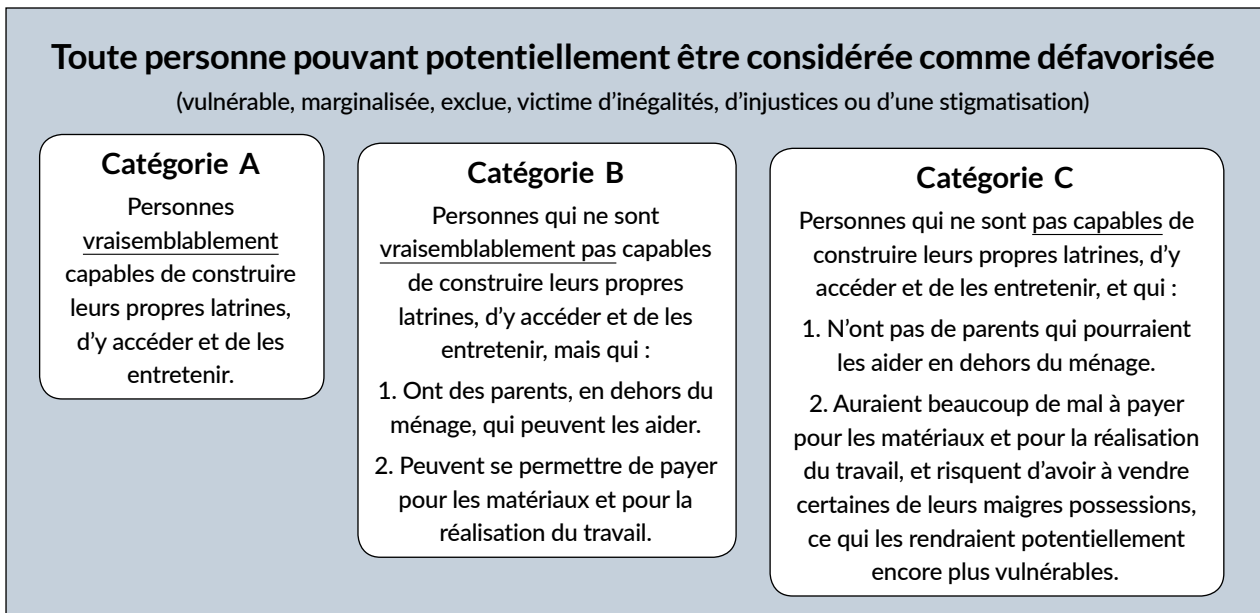 Toute personne pouvant potentiellement être considérée comme défavorisée
(vulnérable, marginalisée, exclue, victime d’inégalités, d’injustices ou d’une stigmatisation)
Catégorie A
Personnes
vraisemblablement
capables de construire
leurs propres latrines,
d’y accéder et de les
entretenir.
Catégorie B
Personnes qui ne sont
vraisemblablement pas capables
de construire leurs propres
latrines, d’y accéder et de les
entretenir, mais qui :
1. Ont des parents, en dehors du
ménage, qui peuvent les aider.
2. Peuvent se permettre de payer
pour les matériaux et pour la
réalisation du travail.
Catégorie C
Personnes qui ne sont pas capables de
construire leurs propres latrines, d’y
accéder et de les entretenir, et qui :
1. N’ont pas de parents qui pourraient
les aider en dehors du ménage.
2. Auraient beaucoup de mal à payer
pour les matériaux et pour la réalisation
du travail, et risquent d’avoir à vendre
certaines de leurs maigres possessions,
ce qui les rendraient potentiellement
encore plus vulnérables.